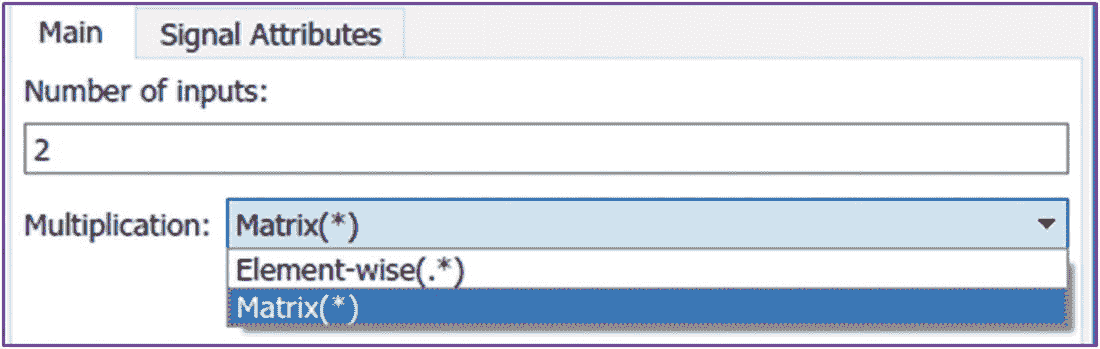 Main Signal Attributes
Number of inputs:
2
Multiplication: Matrix(*)
Element-wise(.*)
Matrix(*)